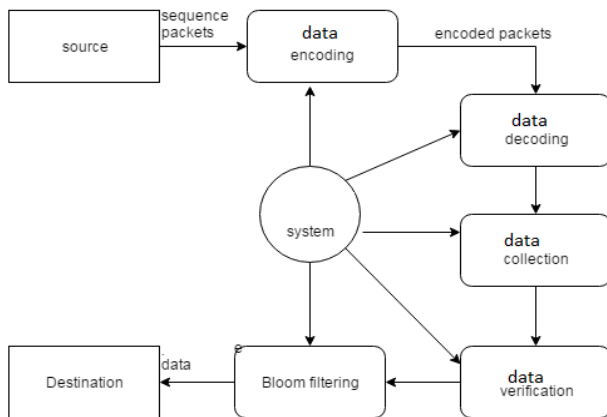 source
sequence
packets
data
encoding
encoded packets
data
decoding
system
data
collection
data
verification
Bloom filtering
data
Destination